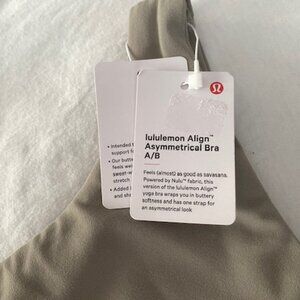 lululemon Align™
Asymmetrical Bra
A/B
Feels (almost) as good as savasana.
Powered by Nulu™ fabric, this
version of the lululemon Align™
yoga bra wraps you in buttery
softness and has one strap for
an asymmetrical look
• Intended
support f
• Our butte
feels wei
sweat-w
stretch
• Added
and sh